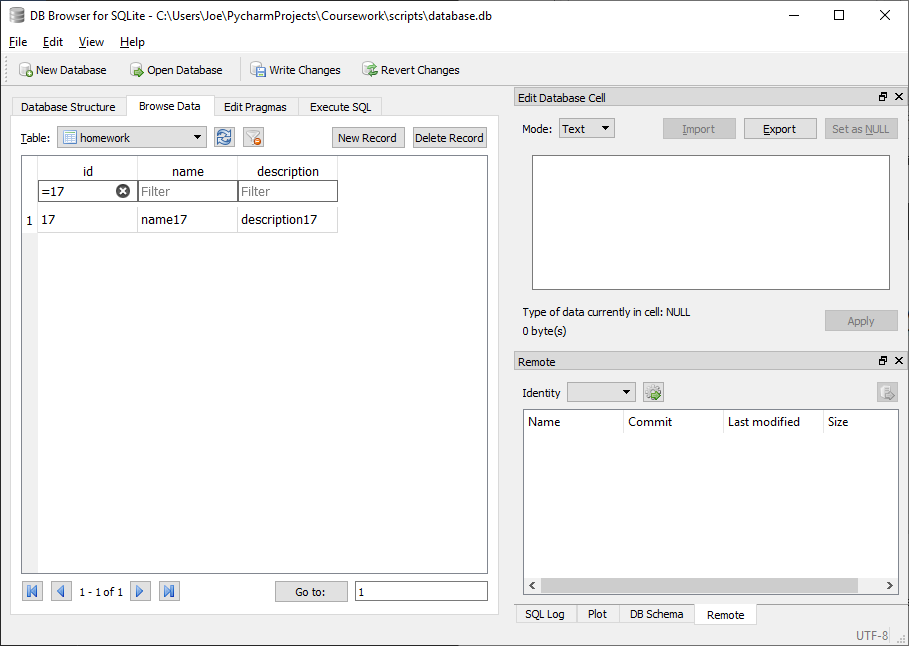 DB Browser for SQLite - C:\Users\Joe\PycharmProjects\Coursework\scripts\database.db
File Edit View Help
New Database Open Database Write Changes Revert Changes
Database Structure Browse Data Edit Pragmas Execute SQL
Table: homework New Record Delete Record
id name description
=17 Filter Filter
1 17 name17 description17
1 - 1 of 1 Go to: 1
Edit Database Cell
Mode: Text Import Export Set as NULL
Type of data currently in cell: NULL
0 byte(s)
Apply
Remote
Identity
Name Commit Last modified Size
SQL Log Plot DB Schema Remote
UTF-8